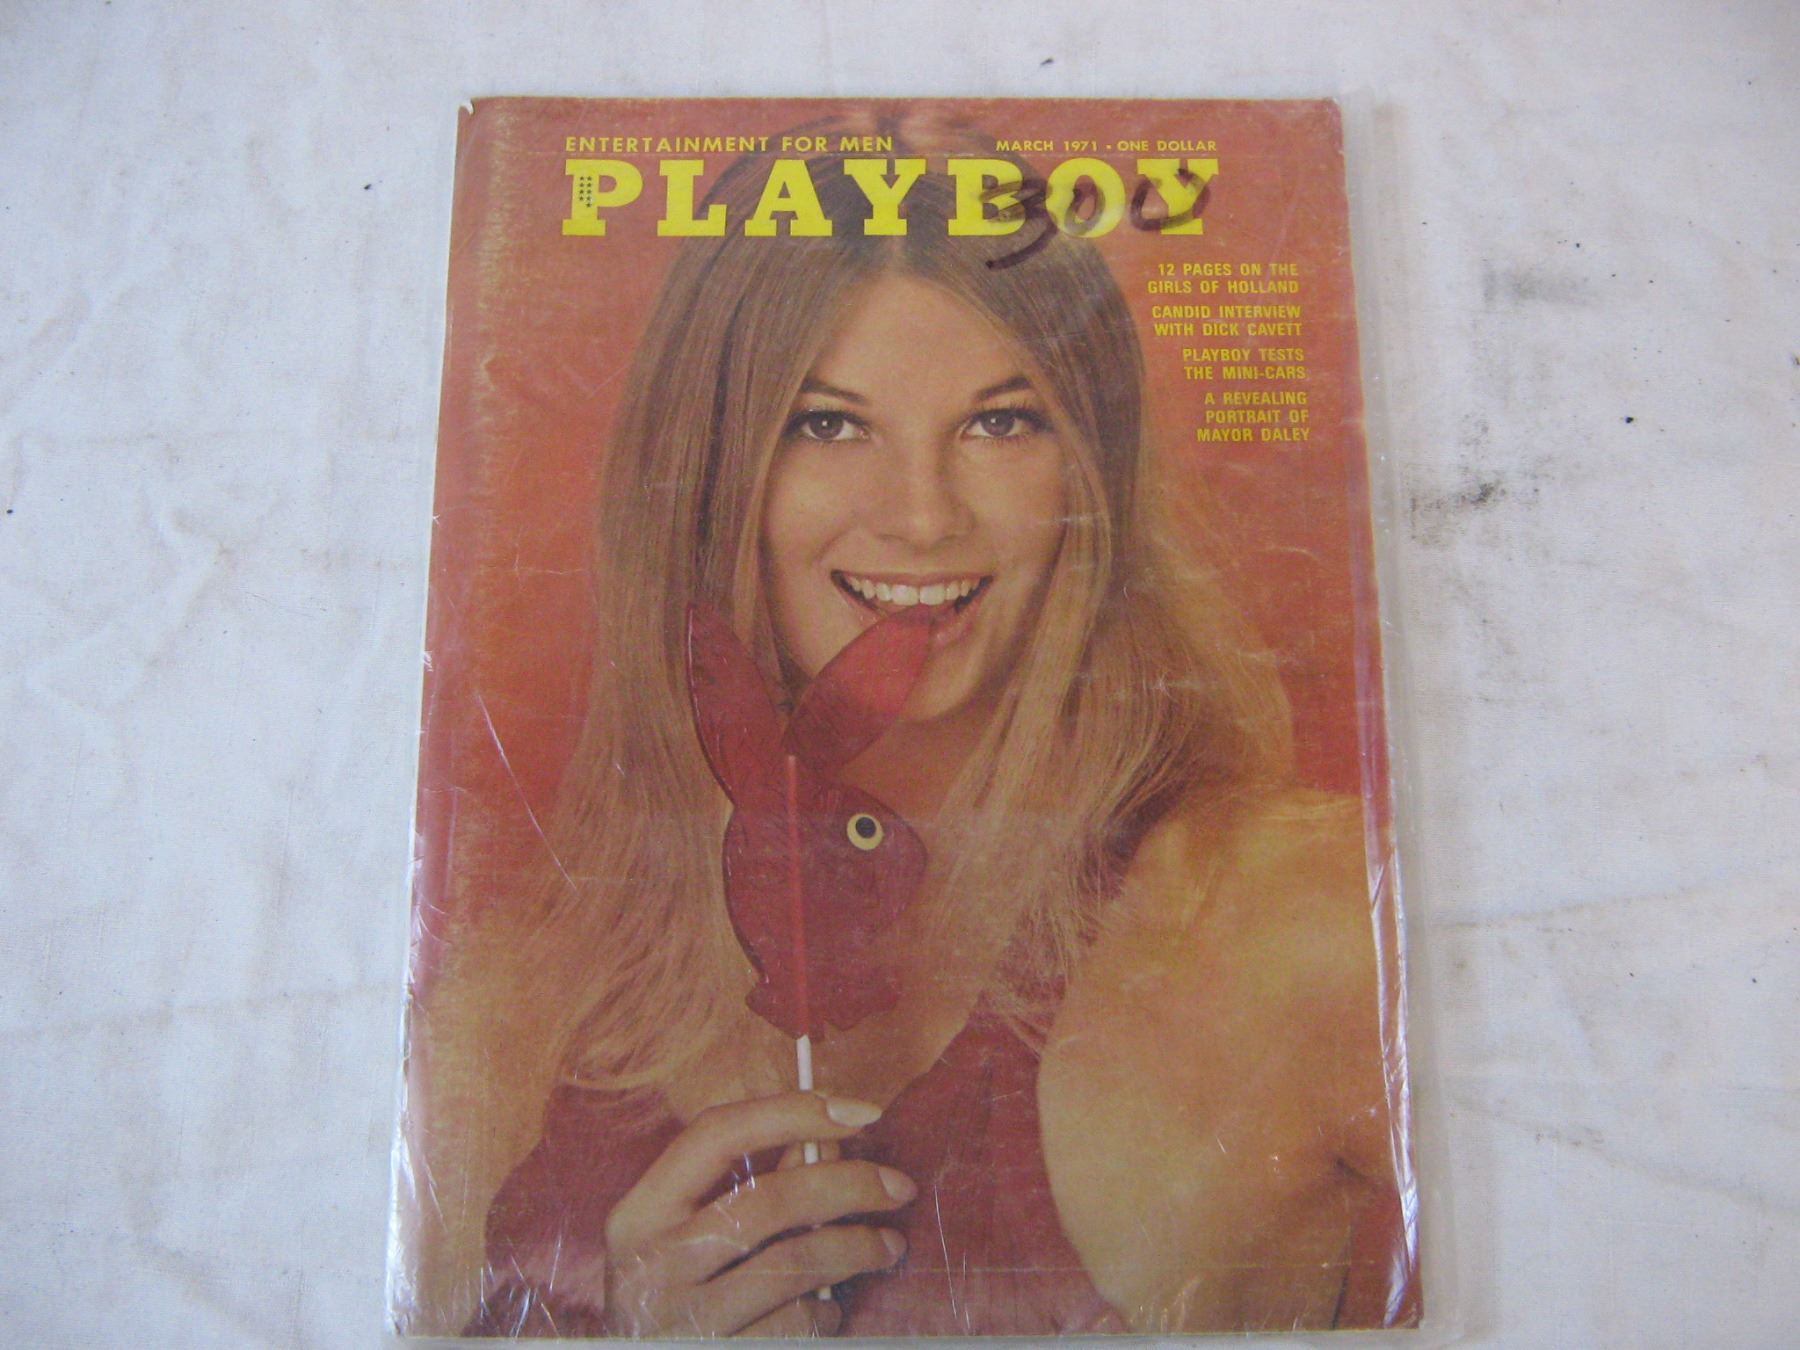 ENTERTAINMENT FOR MEN
MARCH 1971 • ONE DOLLAR
PLAYBOY
300
12 PAGES ON THE
GIRLS OF HOLLAND
CANDID INTERVIEW
WITH DICK CAVETT
PLAYBOY TESTS
THE MINI-CARS
A REVEALING
PORTRAIT OF
MAYOR DALEY